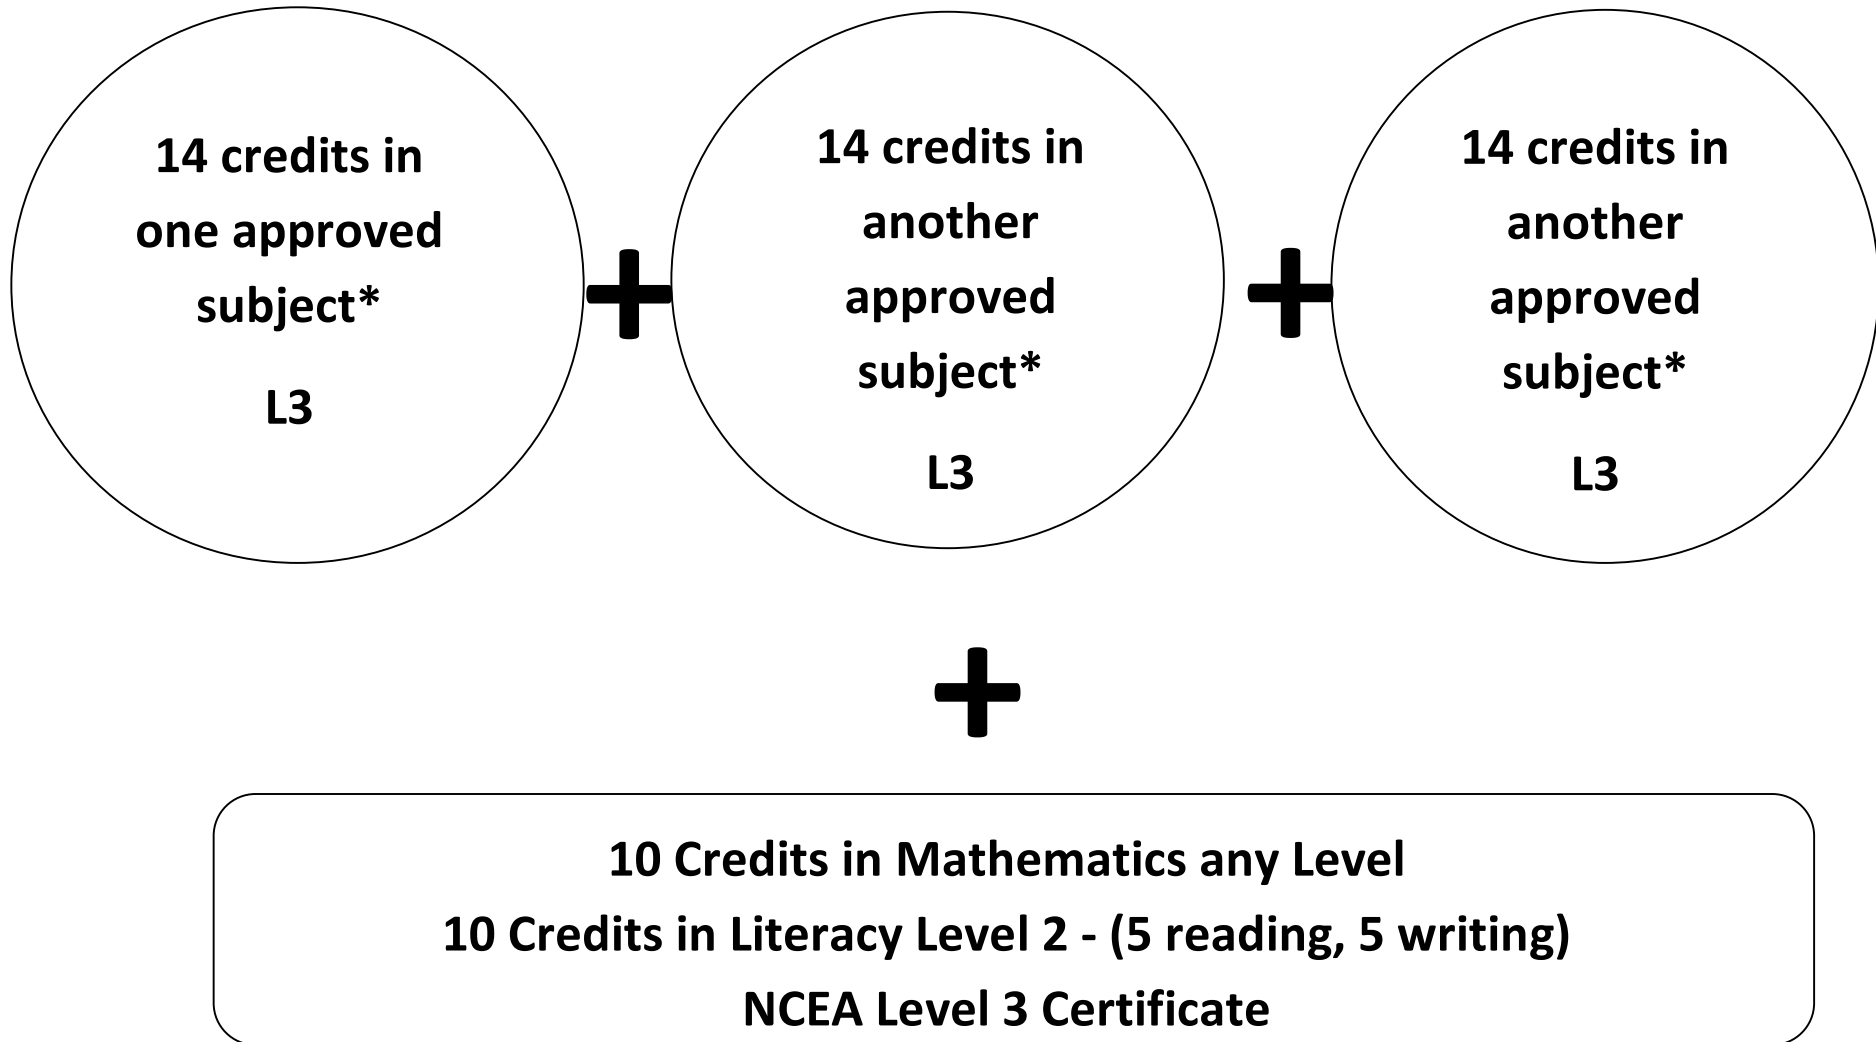 14 credits in
one approved
subject*
L3
+
14 credits in
another
approved
subject*
L3
+
14 credits in
another
approved
subject*
L3
+
10 Credits in Mathematics any Level
10 Credits in Literacy Level 2 - (5 reading, 5 writing)
NCEA Level 3 Certificate